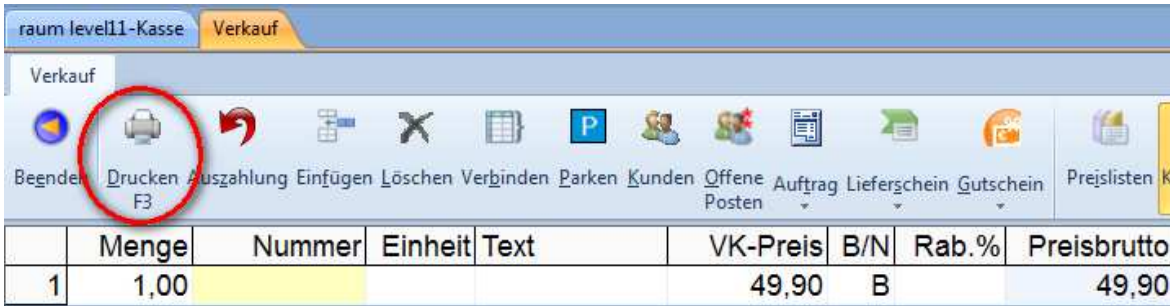 raum level11-Kasse Verkauf
Verkauf
Beenden Drucken F3 Auszahlung Einfügen Löschen Verbinden Parken Kunden Offene Posten Auftrag Lieferschein Gutschein Preislisten K
Menge Nummer Einheit Text VK-Preis B/N Rab.% Preisbrutto
1 1,00 49,90 B 49,90